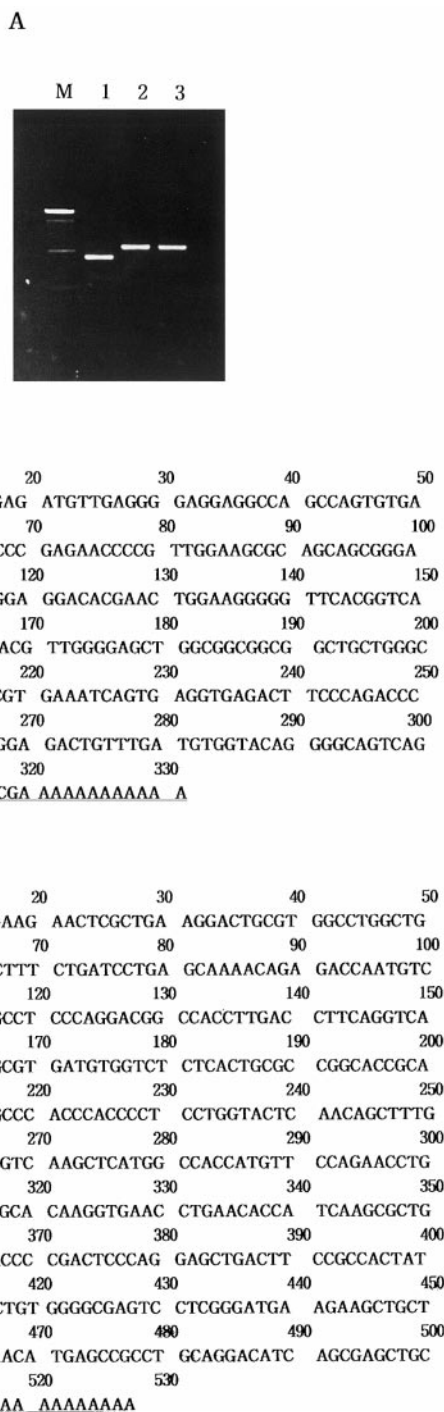 A
M 1 2 3
20 30 40 50
GAG ATGTTGAGGG GAGGAGGCCA GCCAGTGTGA
70 80 90 100
CCC GAGAACCCCG TTGGAAGCGC AGCAGCGGGA
120 130 140 150
GGA GGACACGAAC TGGAAGGGGG TTCACGGTCA
170 180 190 200
ACG TTGGGGAGCT GGCGGCGGCG GCTGCTGGGC
220 230 240 250
CGT GAAATCAGTG AGGTGAGACT TCCCAGACCC
270 280 290 300
GGA GACTGTTTGA TGTGGTACAG GGGCAGTCAG
320 330
CGA AAAAAAAAAA A
20 30 40 50
AAG AACTCGCTGA AGGACTGCGT GGCCTGGCTG
70 80 90 100
CTTT CTGATCCTGA GCAAAACAGA GACCAATGTC
120 130 140 150
GCCT CCCAGGACGG CCACCTTGAC CTTCAGGTCA
170 180 190 200
GCGT GATGTGGTCT CTCACTGCGC CGGCACCGCA
220 230 240 250
GCCC ACCCACCCCT CCTGGTACTC AACAGCTTTG
270 280 290 300
GTC AAGCTCATGG CCACCATGTT CCAGAACCTG
320 330 340 350
GCA CAAGGTGAAC CTGAACACCA TCAAGCGCTG
370 380 390 400
ACCC CGACTCCCAG GAGCTGACTT CCGCCACTAT
420 430 440 450
CTGT GGGGCGAGTC CTCGGGATGA AGAAGCTGCT
470 480 490 500
ACA TGAGCCGCCT GCAGGACATC AGCGAGCTGC
520 530
AA AAAAAAAA